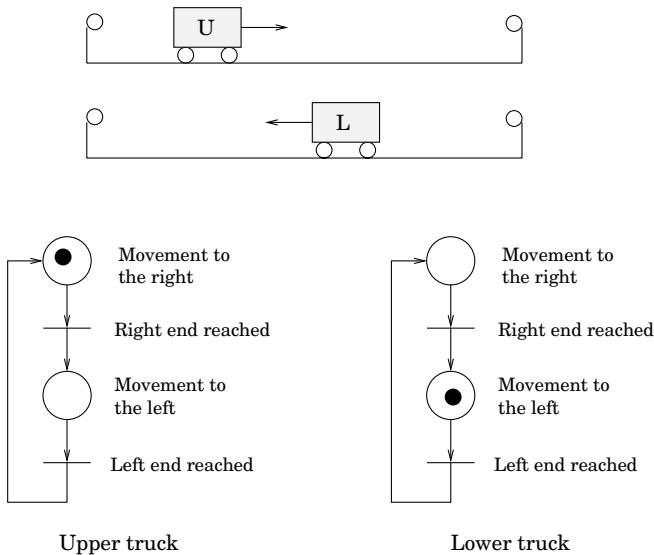 U
L
Movement to
the right
Right end reached
Movement to
the left
Left end reached
Upper truck
Movement to
the right
Right end reached
Movement to
the left
Left end reached
Lower truck